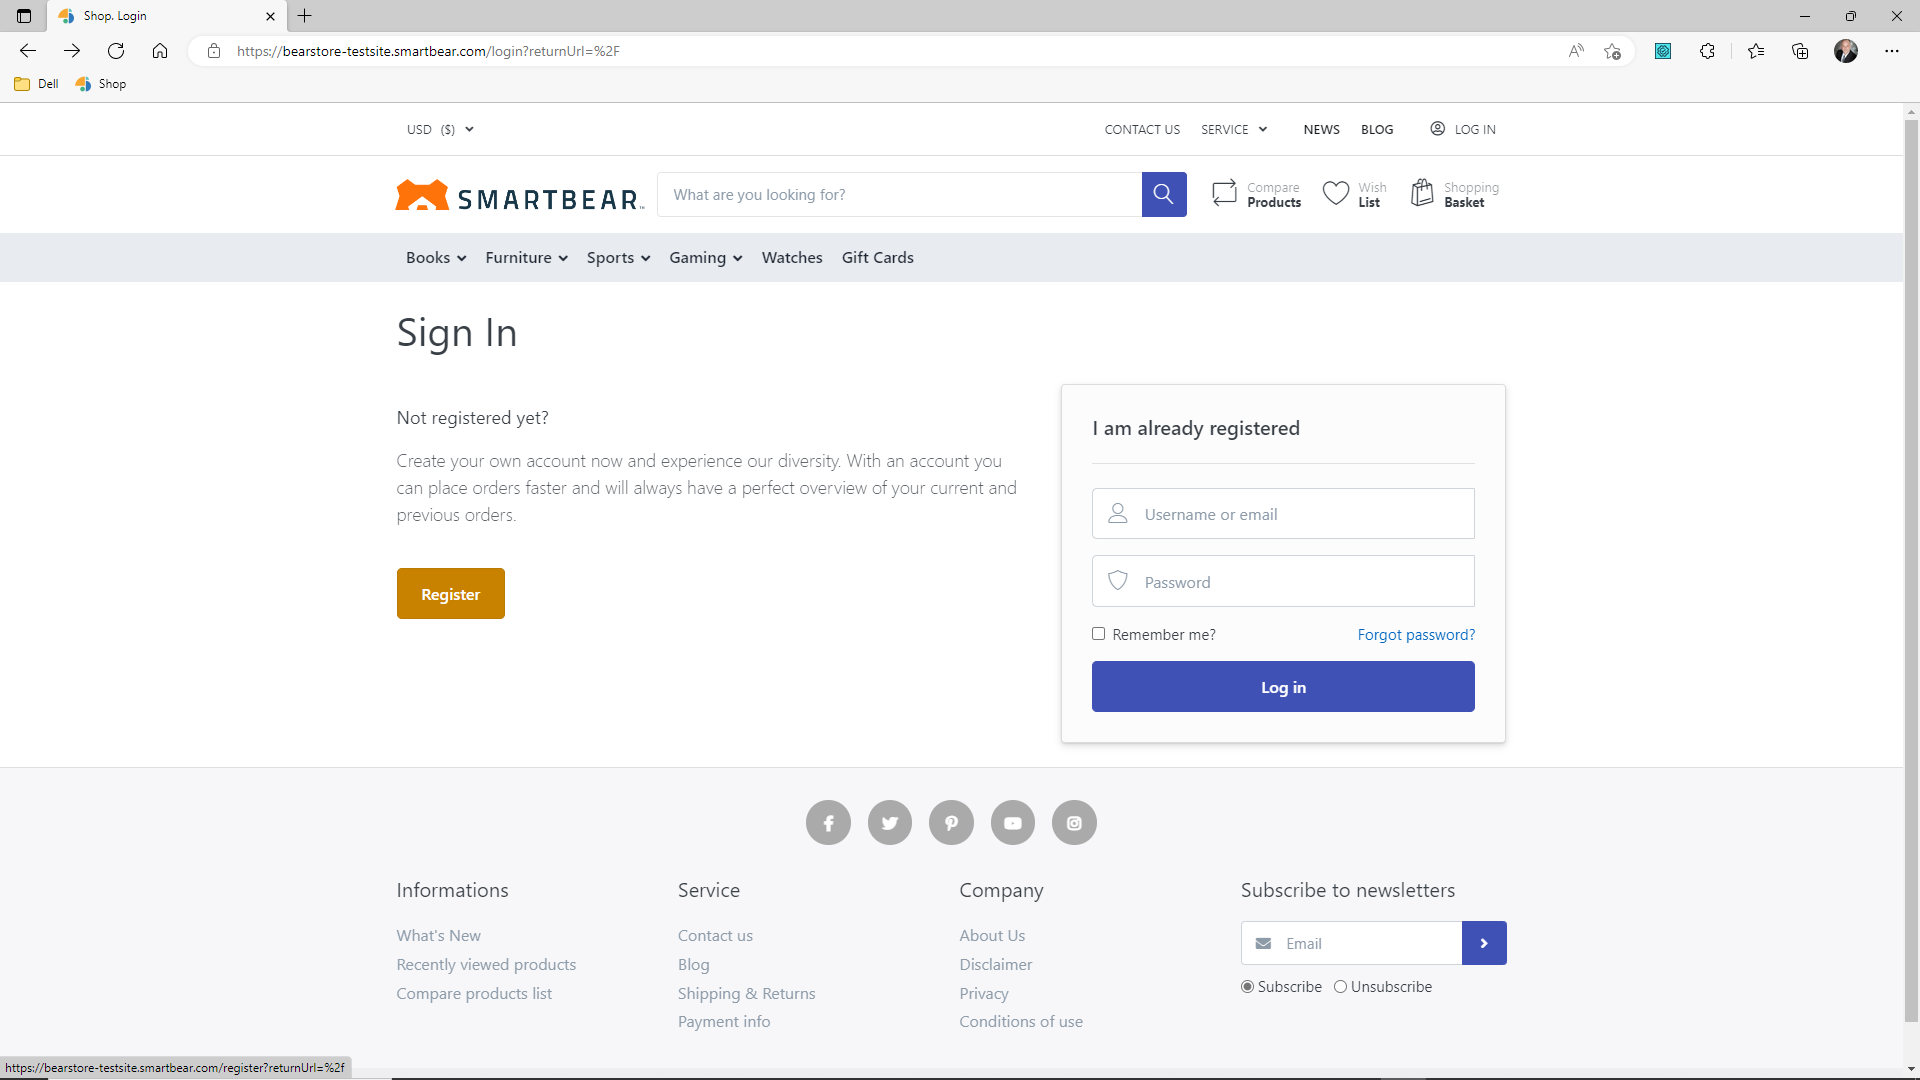 Shop. Login
https://bearstore-testsite.smartbear.com/login?returnUrl=%2F
Dell
Shop
USD ($)
CONTACT US
SERVICE
NEWS
BLOG
LOG IN
SMARTBEAR
What are you looking for?
Compare
Products
Wish
List
Shopping
Basket
Books
Furniture
Sports
Gaming
Watches
Gift Cards
Sign In
Not registered yet?
Create your own account now and experience our diversity. With an account you
can place orders faster and will always have a perfect overview of your current and
previous orders.
Register
I am already registered
Username or email
Password
Remember me?
Forgot password?
Log in
Informations
What's New
Recently viewed products
Compare products list
Service
Contact us
Blog
Shipping & Returns
Payment info
Company
About Us
Disclaimer
Privacy
Conditions of use
Subscribe to newsletters
Email
Subscribe
Unsubscribe
https://bearstore-testsite.smartbear.com/register?returnUrl=%2f